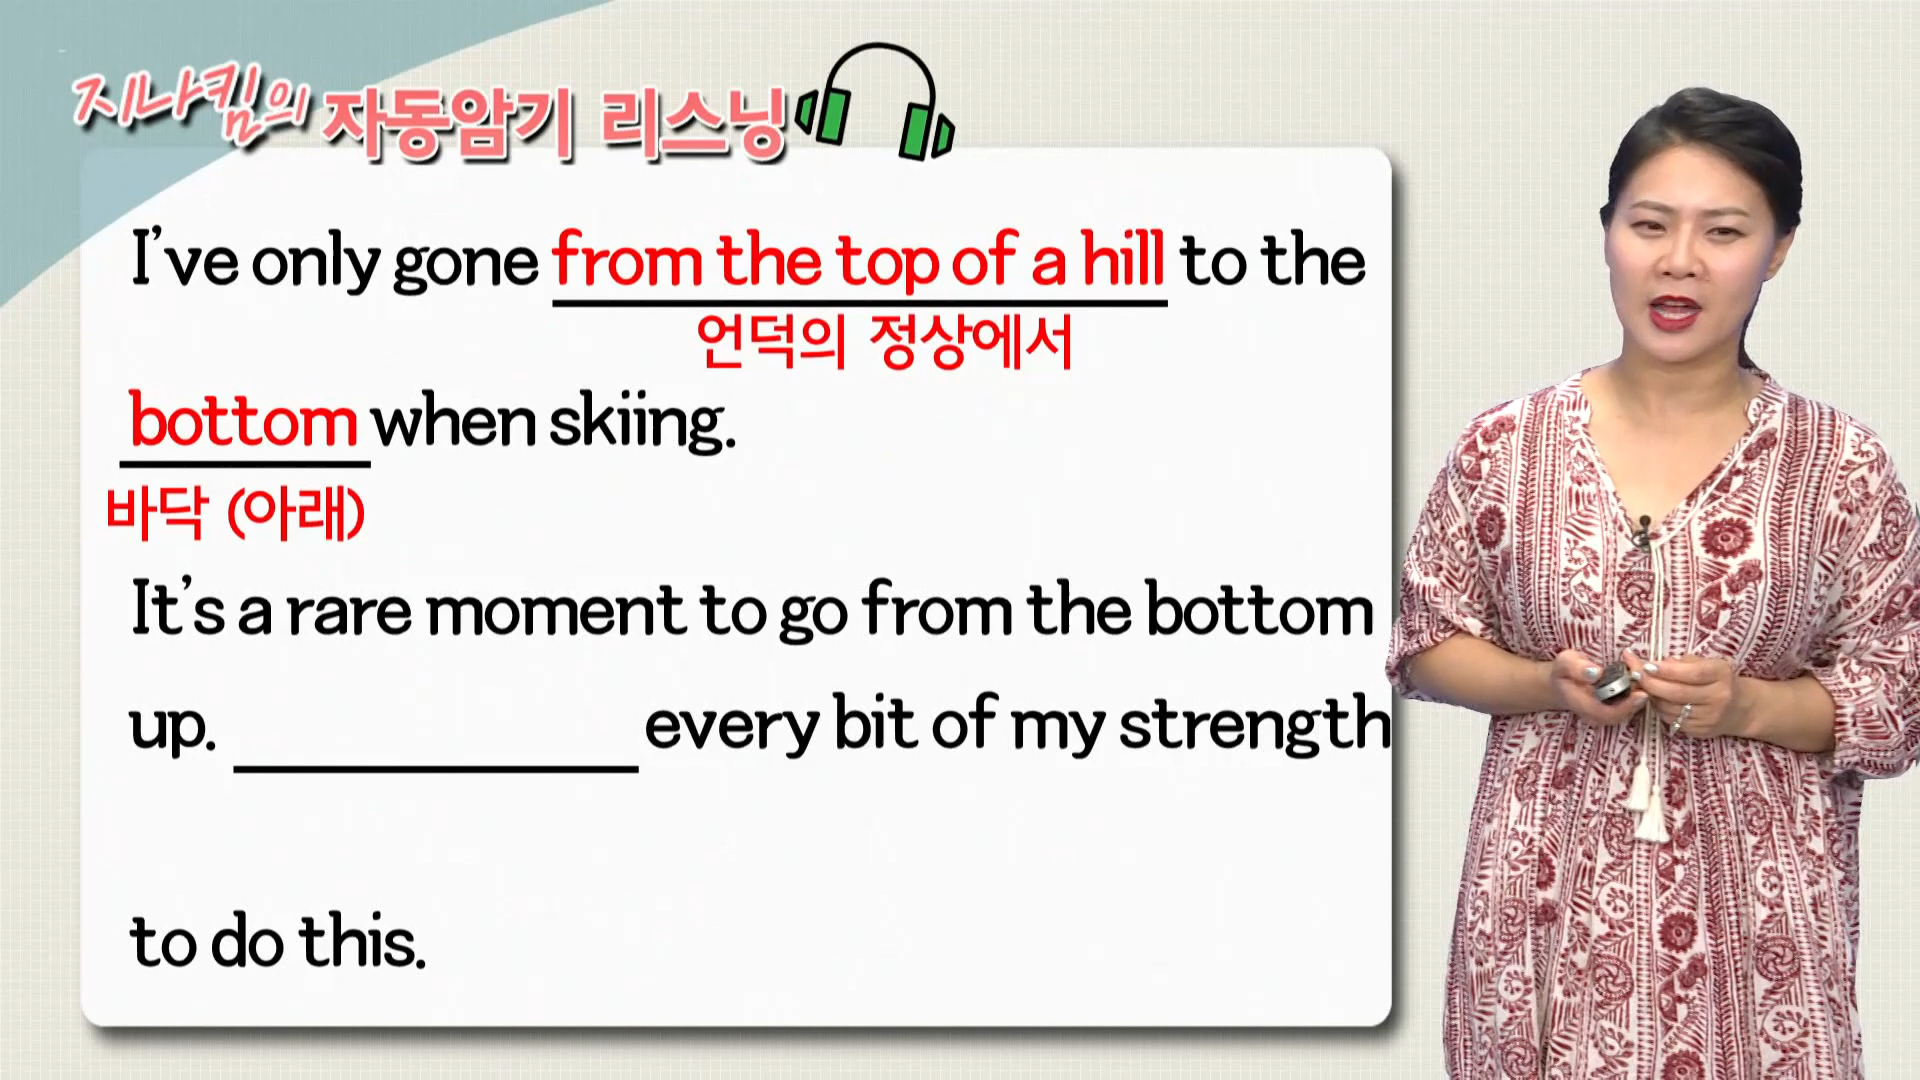 지나킴의 자동암기 리스닝
I've only gone from the top of a hill to the
언덕의 정상에서
bottom when skiing.
바닥 (아래)
It's a rare moment to go from the bottom
up. __________ every bit of my strength
to do this.